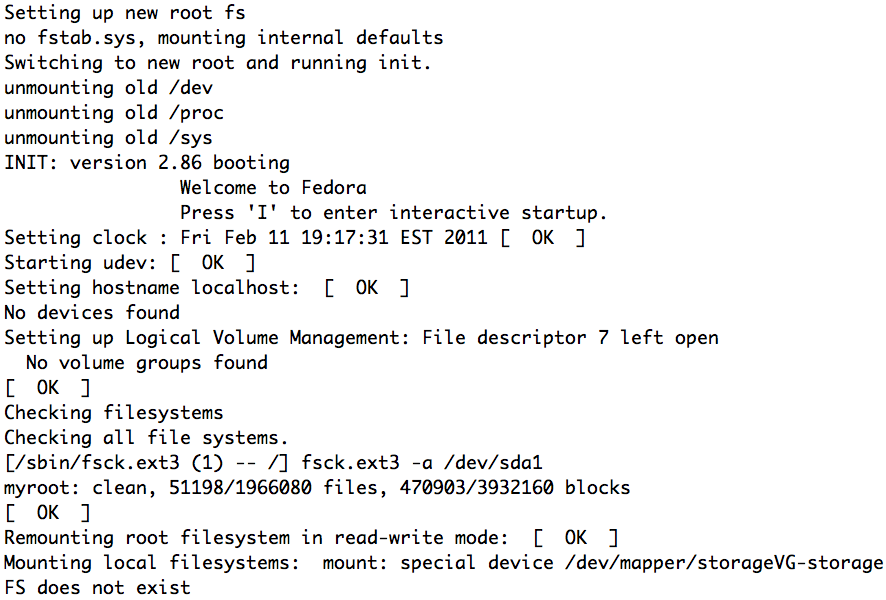 Setting up new root fs
no fstab.sys, mounting internal defaults
Switching to new root and running init.
unmounting old /dev
unmounting old /proc
unmounting old /sys
INIT: version 2.86 booting
Welcome to Fedora
Press 'I' to enter interactive startup.
Setting clock : Fri Feb 11 19:17:31 EST 2011 [  OK  ]
Starting udev: [  OK  ]
Setting hostname localhost:  [  OK  ]
No devices found
Setting up Logical Volume Management: File descriptor 7 left open
No volume groups found
[  OK  ]
Checking filesystems
Checking all file systems.
[/sbin/fsck.ext3 (1) -- /] fsck.ext3 -a /dev/sda1
myroot: clean, 51198/1966080 files, 470903/3932160 blocks
[  OK  ]
Remounting root filesystem in read-write mode:  [  OK  ]
Mounting local filesystems:  mount: special device /dev/mapper/storageVG-storage
FS does not exist